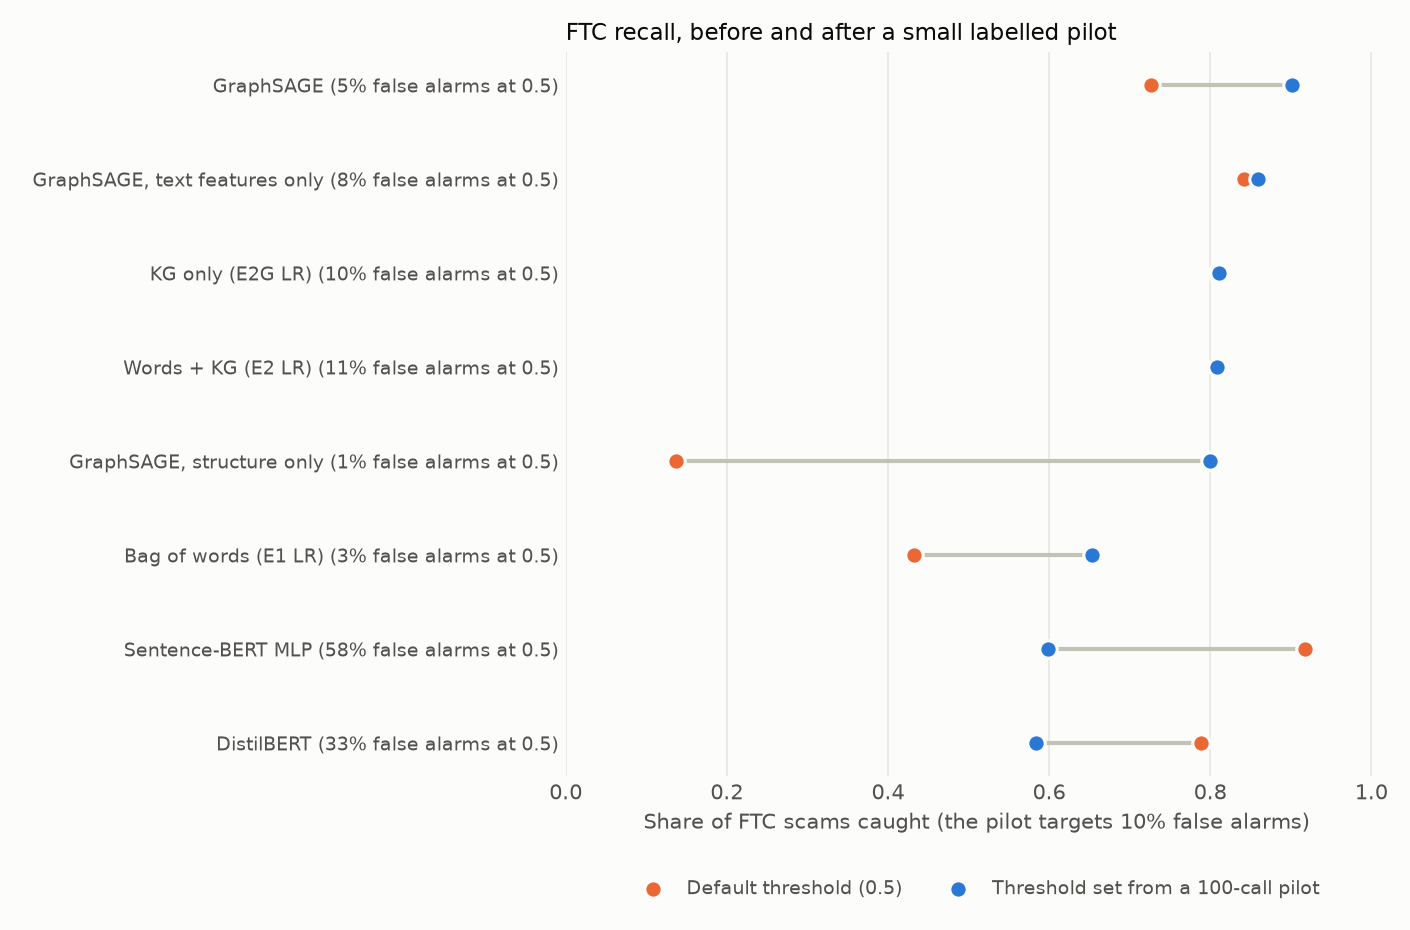 FTC recall, before and after a small labelled pilot
GraphSAGE (5% false alarms at 0.5)
GraphSAGE, text features only (8% false alarms at 0.5)
KG only (E2G LR) (10% false alarms at 0.5)
Words + KG (E2 LR) (11% false alarms at 0.5)
GraphSAGE, structure only (1% false alarms at 0.5)
Bag of words (E1 LR) (3% false alarms at 0.5)
Sentence-BERT MLP (58% false alarms at 0.5)
DistilBERT (33% false alarms at 0.5)
0.0 0.2 0.4 0.6 0.8 1.0
Share of FTC scams caught (the pilot targets 10% false alarms)
Default threshold (0.5) Threshold set from a 100-call pilot